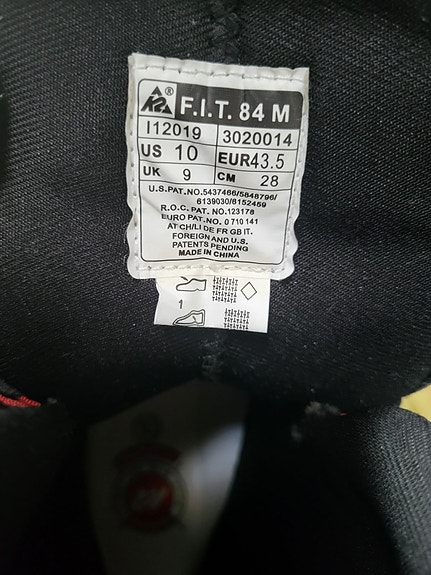 K2® F.I.T. 84 M
I12019 3020014
US 10 EUR43.5
UK 9 CM 28
U.S.PAT.NO.5437466/5848796/
6139030/6152459
R.O.C. PAT.NO.123178
EURO PAT.NO. 0 710 141
AT CH/LI DE FR GB IT.
FOREIGN AND U.S.
PATENTS PENDING
MADE IN CHINA
1